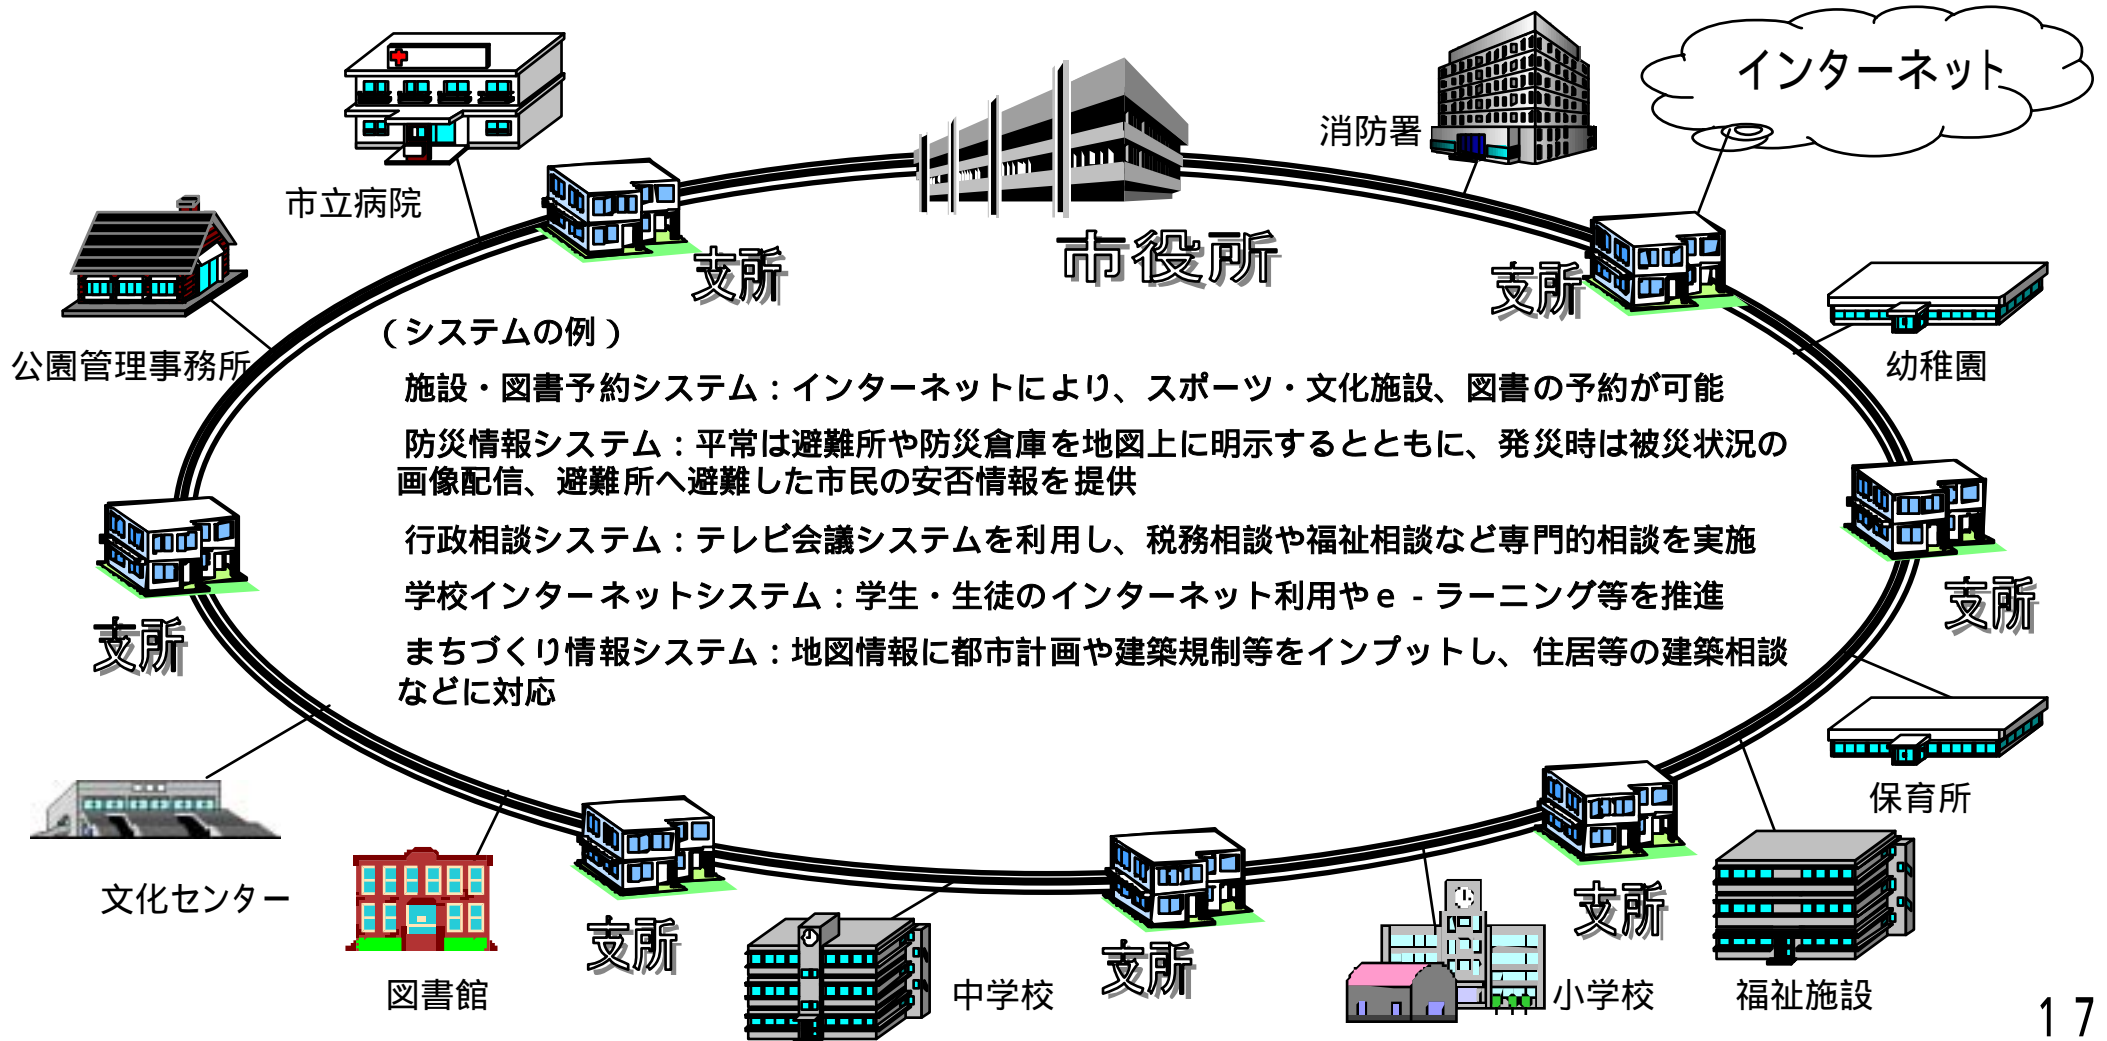 インターネット
消防署
市立病院
市役所
支所
支所
公園管理事務所
幼稚園
(システムの例)
施設・図書予約システム:インターネットにより、スポーツ・文化施設、図書の予約が可能
防災情報システム:平常は避難所や防災倉庫を地図上に明示するとともに、発災時は被災状況の
画像配信、避難所へ避難した市民の安否情報を提供
行政相談システム:テレビ会議システムを利用し、税務相談や福祉相談など専門的相談を実施
学校インターネットシステム:学生・生徒のインターネット利用やe-ラーニング等を推進
まちづくり情報システム:地図情報に都市計画や建築規制等をインプットし、住居等の建築相談
などに対応
支所
支所
保育所
文化センター
支所
支所
支所
図書館
中学校
小学校
福祉施設
17